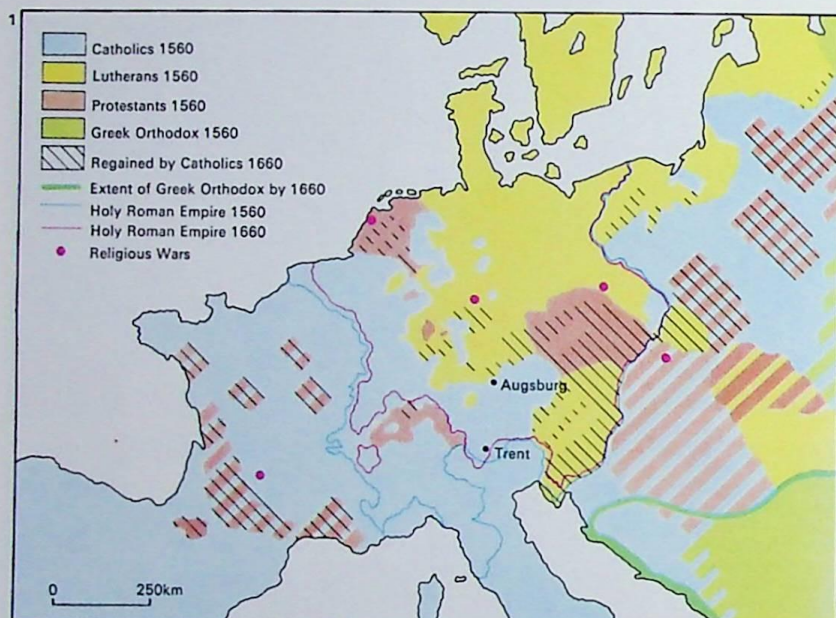 1
Catholics 1560
Lutherans 1560
Protestants 1560
Greek Orthodox 1560
Regained by Catholics 1660
Extent of Greek Orthodox by 1660
Holy Roman Empire 1560
Holy Roman Empire 1660
Religious Wars
Augsburg
Trent
0 250km